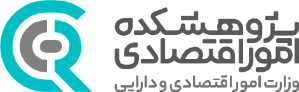 پژوهشکده
امور اقتصادی
وزارت امور اقتصادی و دارایی